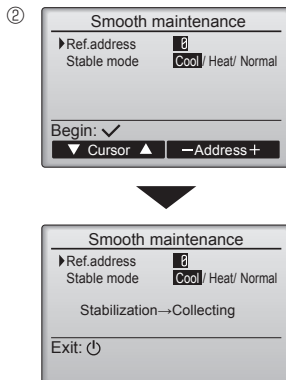 ②
Smooth maintenance
▶Ref.address 0
Stable mode Cool / Heat/ Normal
Begin: ✓
▼ Cursor ▲ −Address+
Smooth maintenance
▶Ref.address 0
Stable mode Cool / Heat/ Normal
Stabilization→Collecting
Exit: ⏻